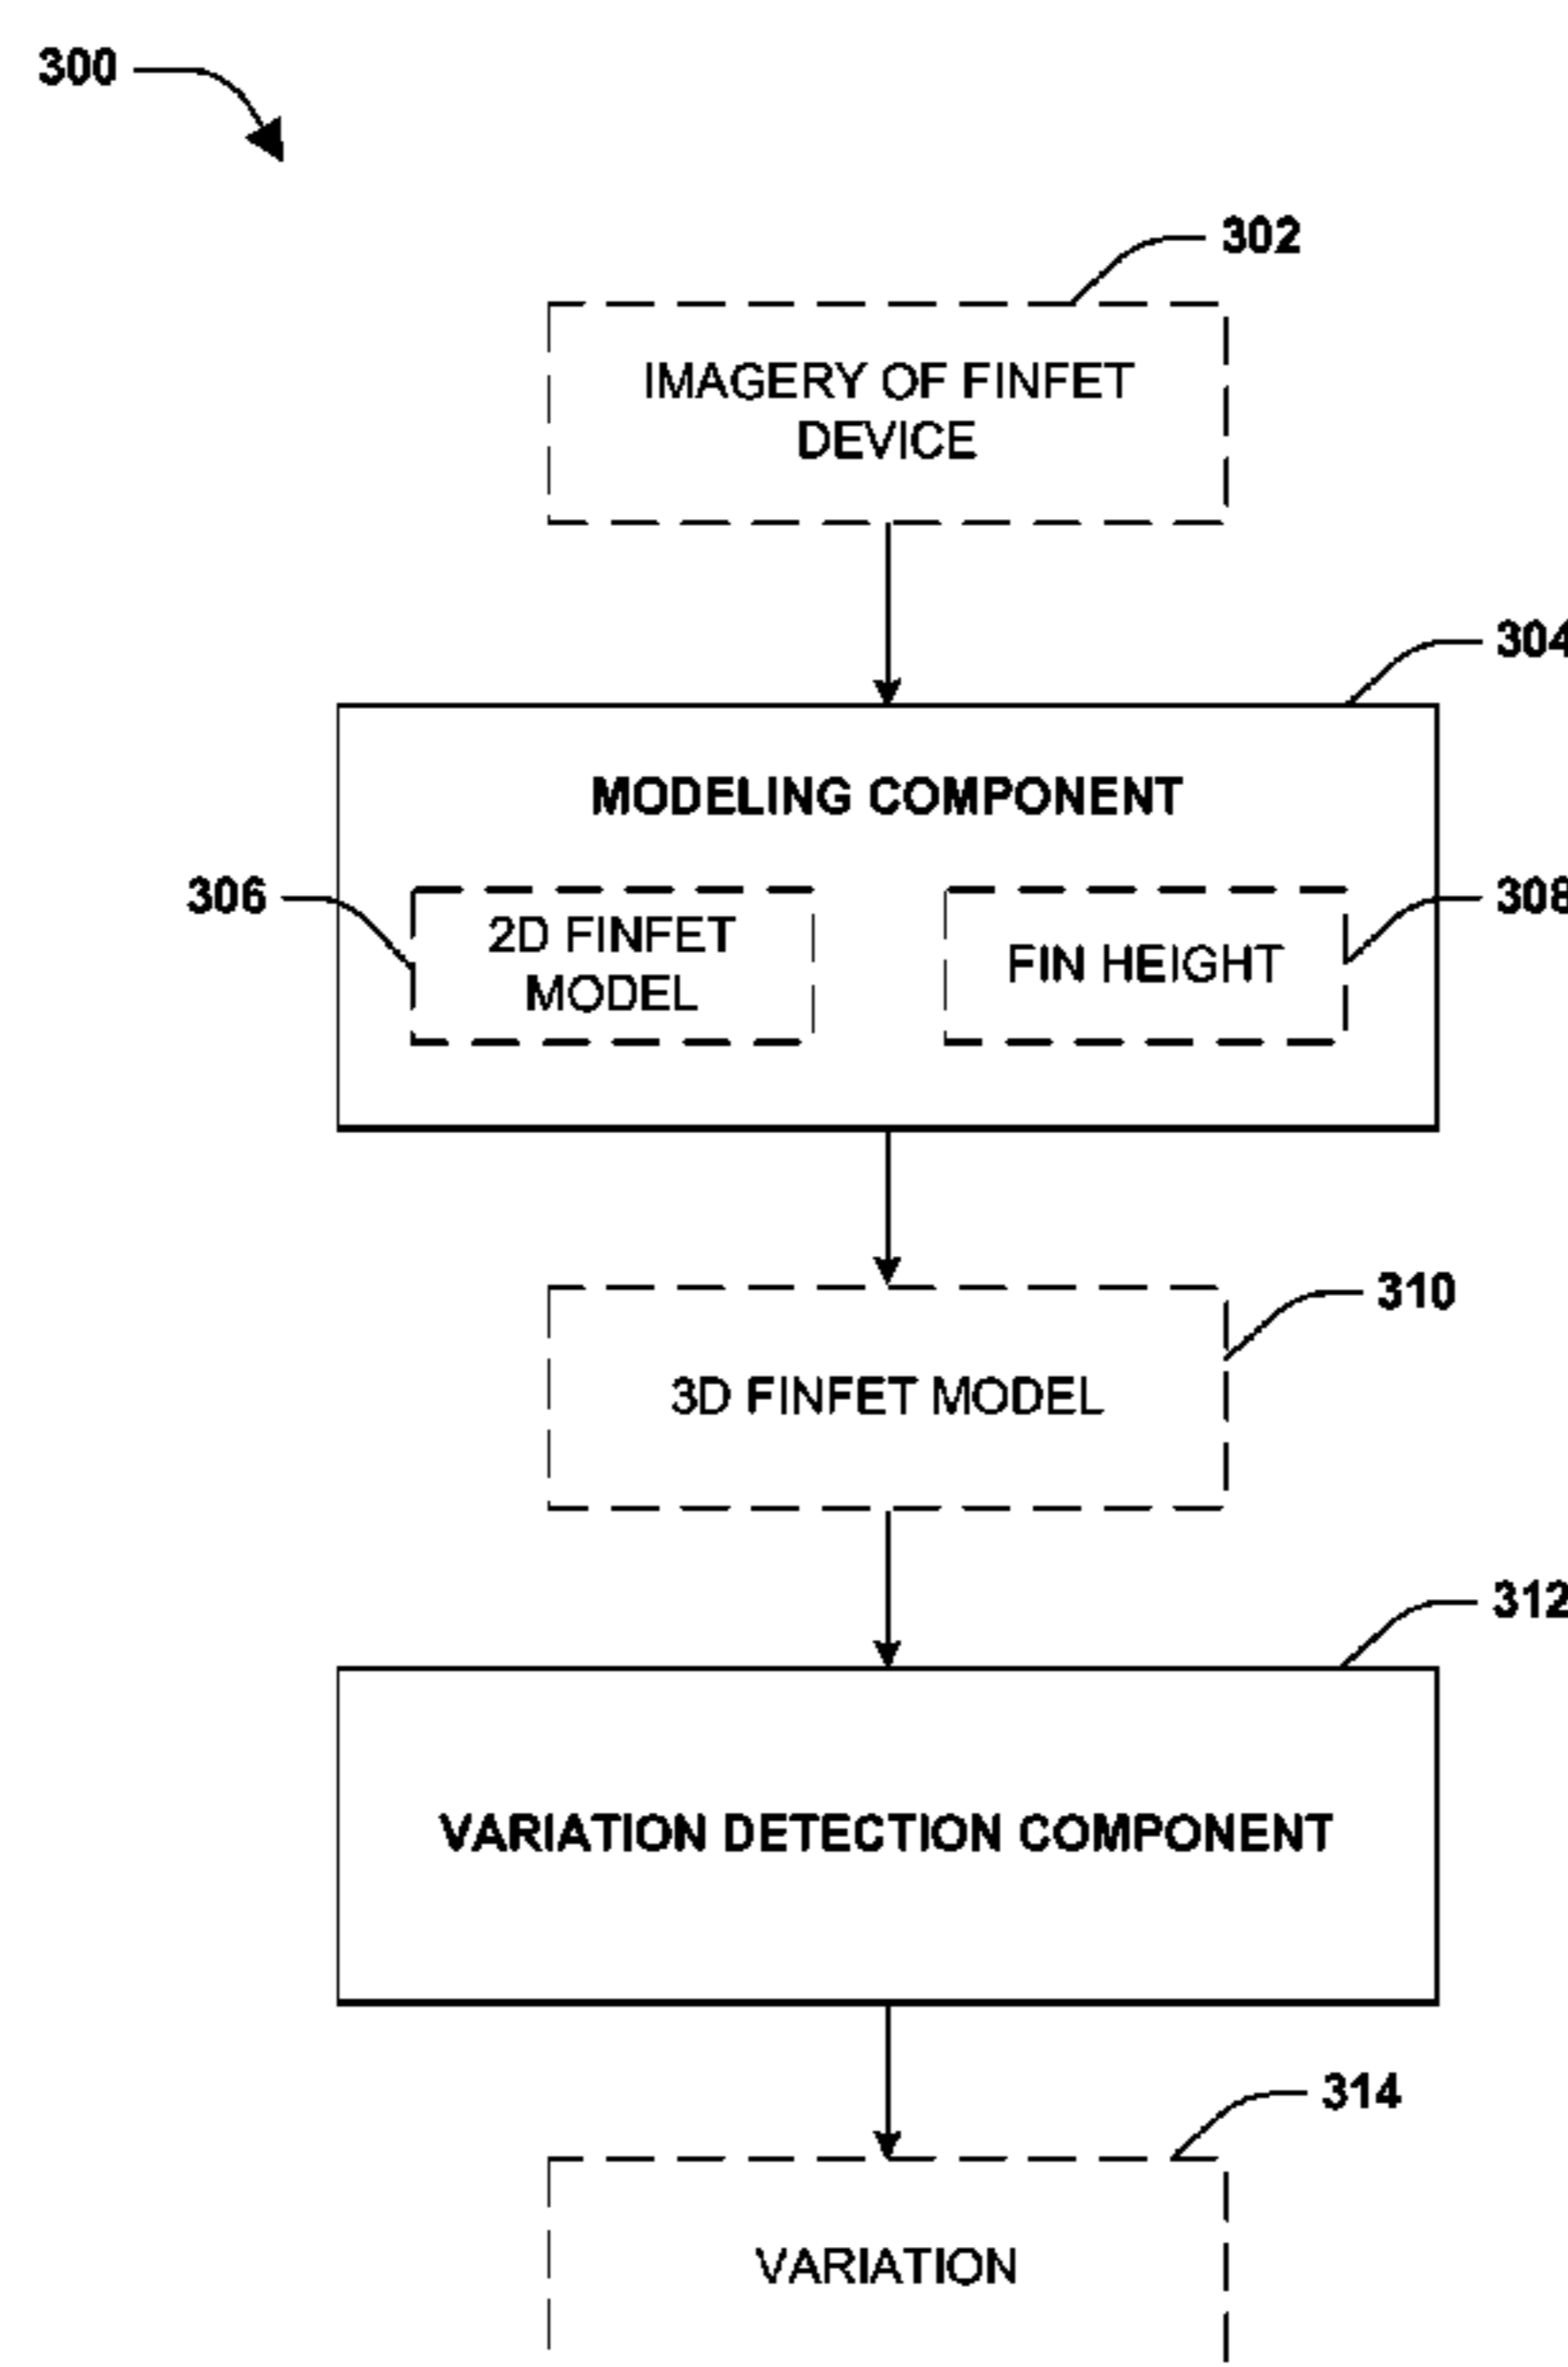 300
302
IMAGERY OF FINFET
DEVICE
304
MODELING COMPONENT
306
2D FINFET
MODEL
FIN HEIGHT
308
310
3D FINFET MODEL
312
VARIATION DETECTION COMPONENT
314
VARIATION